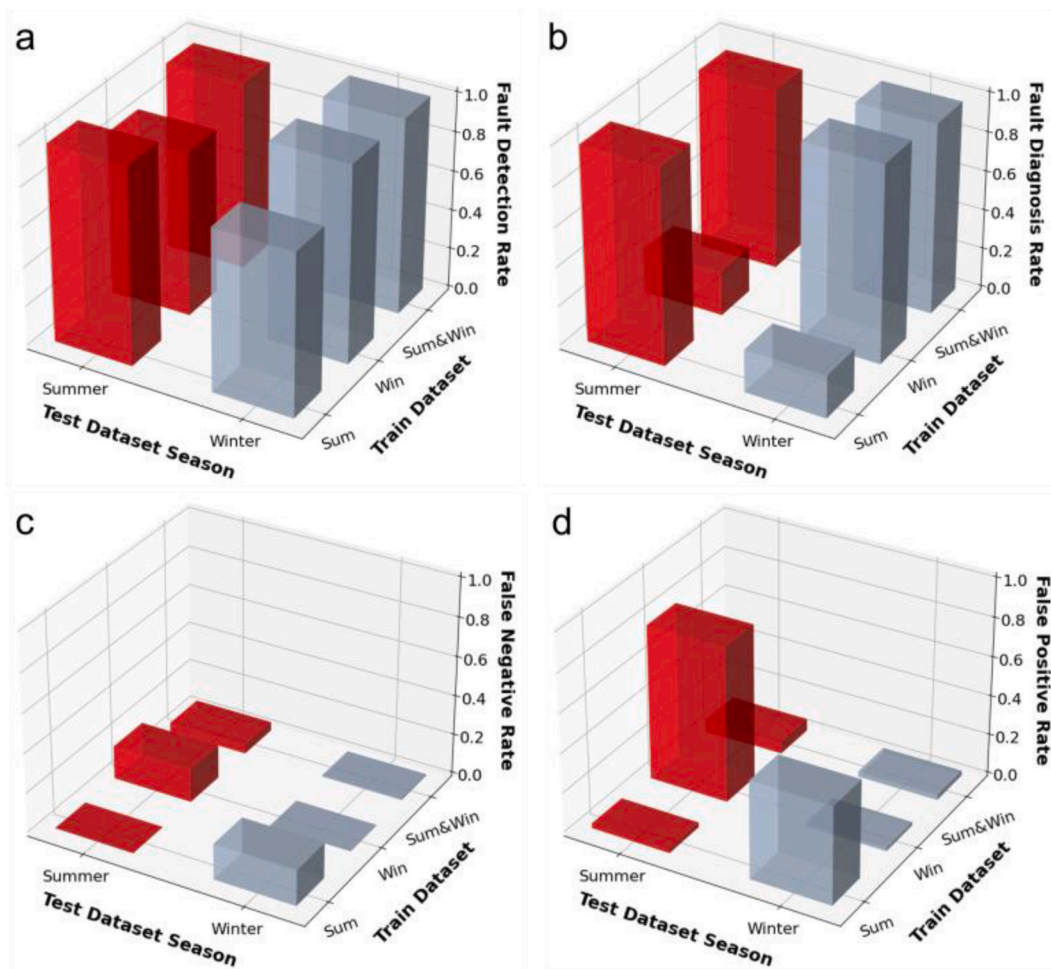 a
1.0
0.8
0.6
0.4
0.2
0.0
Fault Detection Rate
Summer
Winter
Test Dataset Season
Sum
Win
Sum&Win
Train Dataset
b
1.0
0.8
0.6
0.4
0.2
0.0
Fault Diagnosis Rate
Summer
Winter
Test Dataset Season
Sum
Win
Sum&Win
Train Dataset
c
1.0
0.8
0.6
0.4
0.2
0.0
False Negative Rate
Summer
Winter
Test Dataset Season
Sum
Win
Sum&Win
Train Dataset
d
1.0
0.8
0.6
0.4
0.2
0.0
False Positive Rate
Summer
Winter
Test Dataset Season
Sum
Win
Sum&Win
Train Dataset